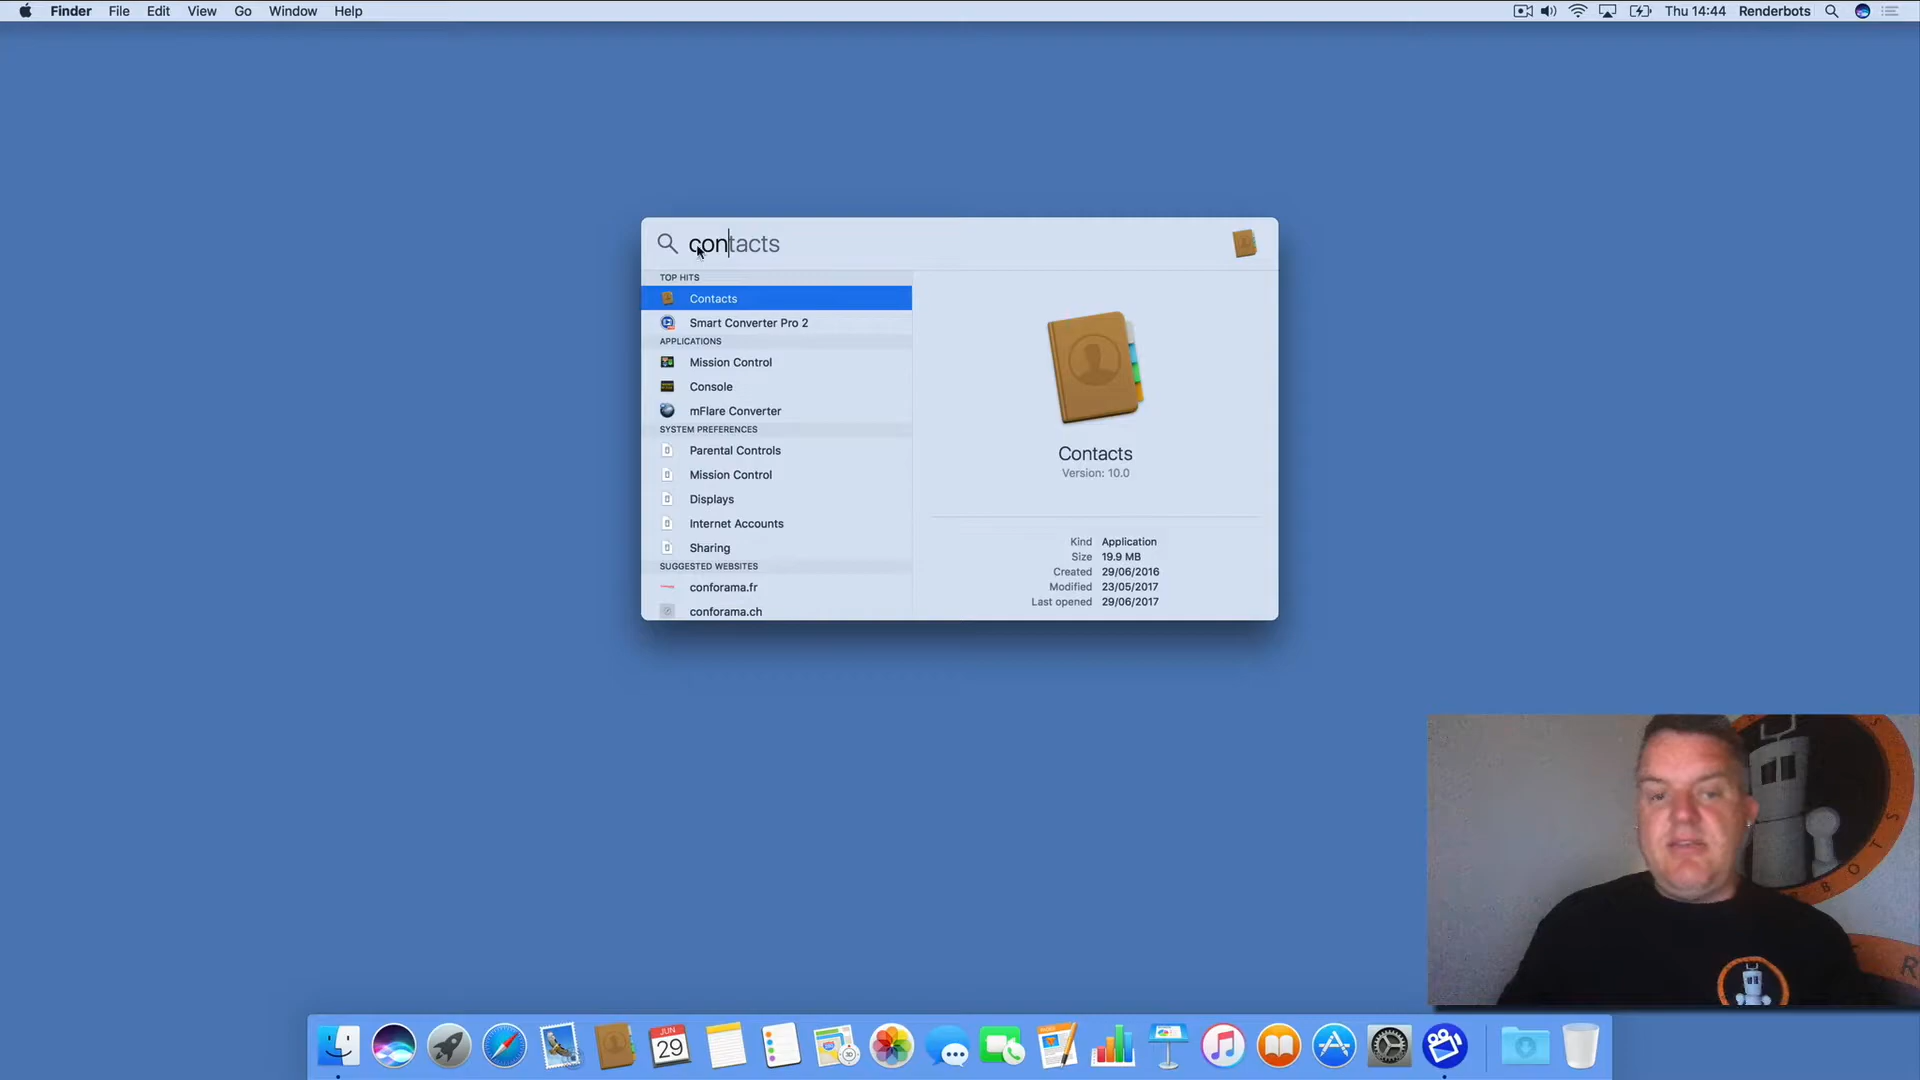 Finder File Edit View Go Window Help Thu 14:44 Renderbots
contacts
TOP HITS
Contacts
Smart Converter Pro 2
APPLICATIONS
Mission Control
Console
mFlare Converter
SYSTEM PREFERENCES
Parental Controls
Mission Control
Displays
Internet Accounts
Sharing
SUGGESTED WEBSITES
conforama.fr
conforama.ch
Contacts
Version: 10.0
Kind Application
Size 19.9 MB
Created 29/06/2016
Modified 23/05/2017
Last opened 29/06/2017
JUN
29